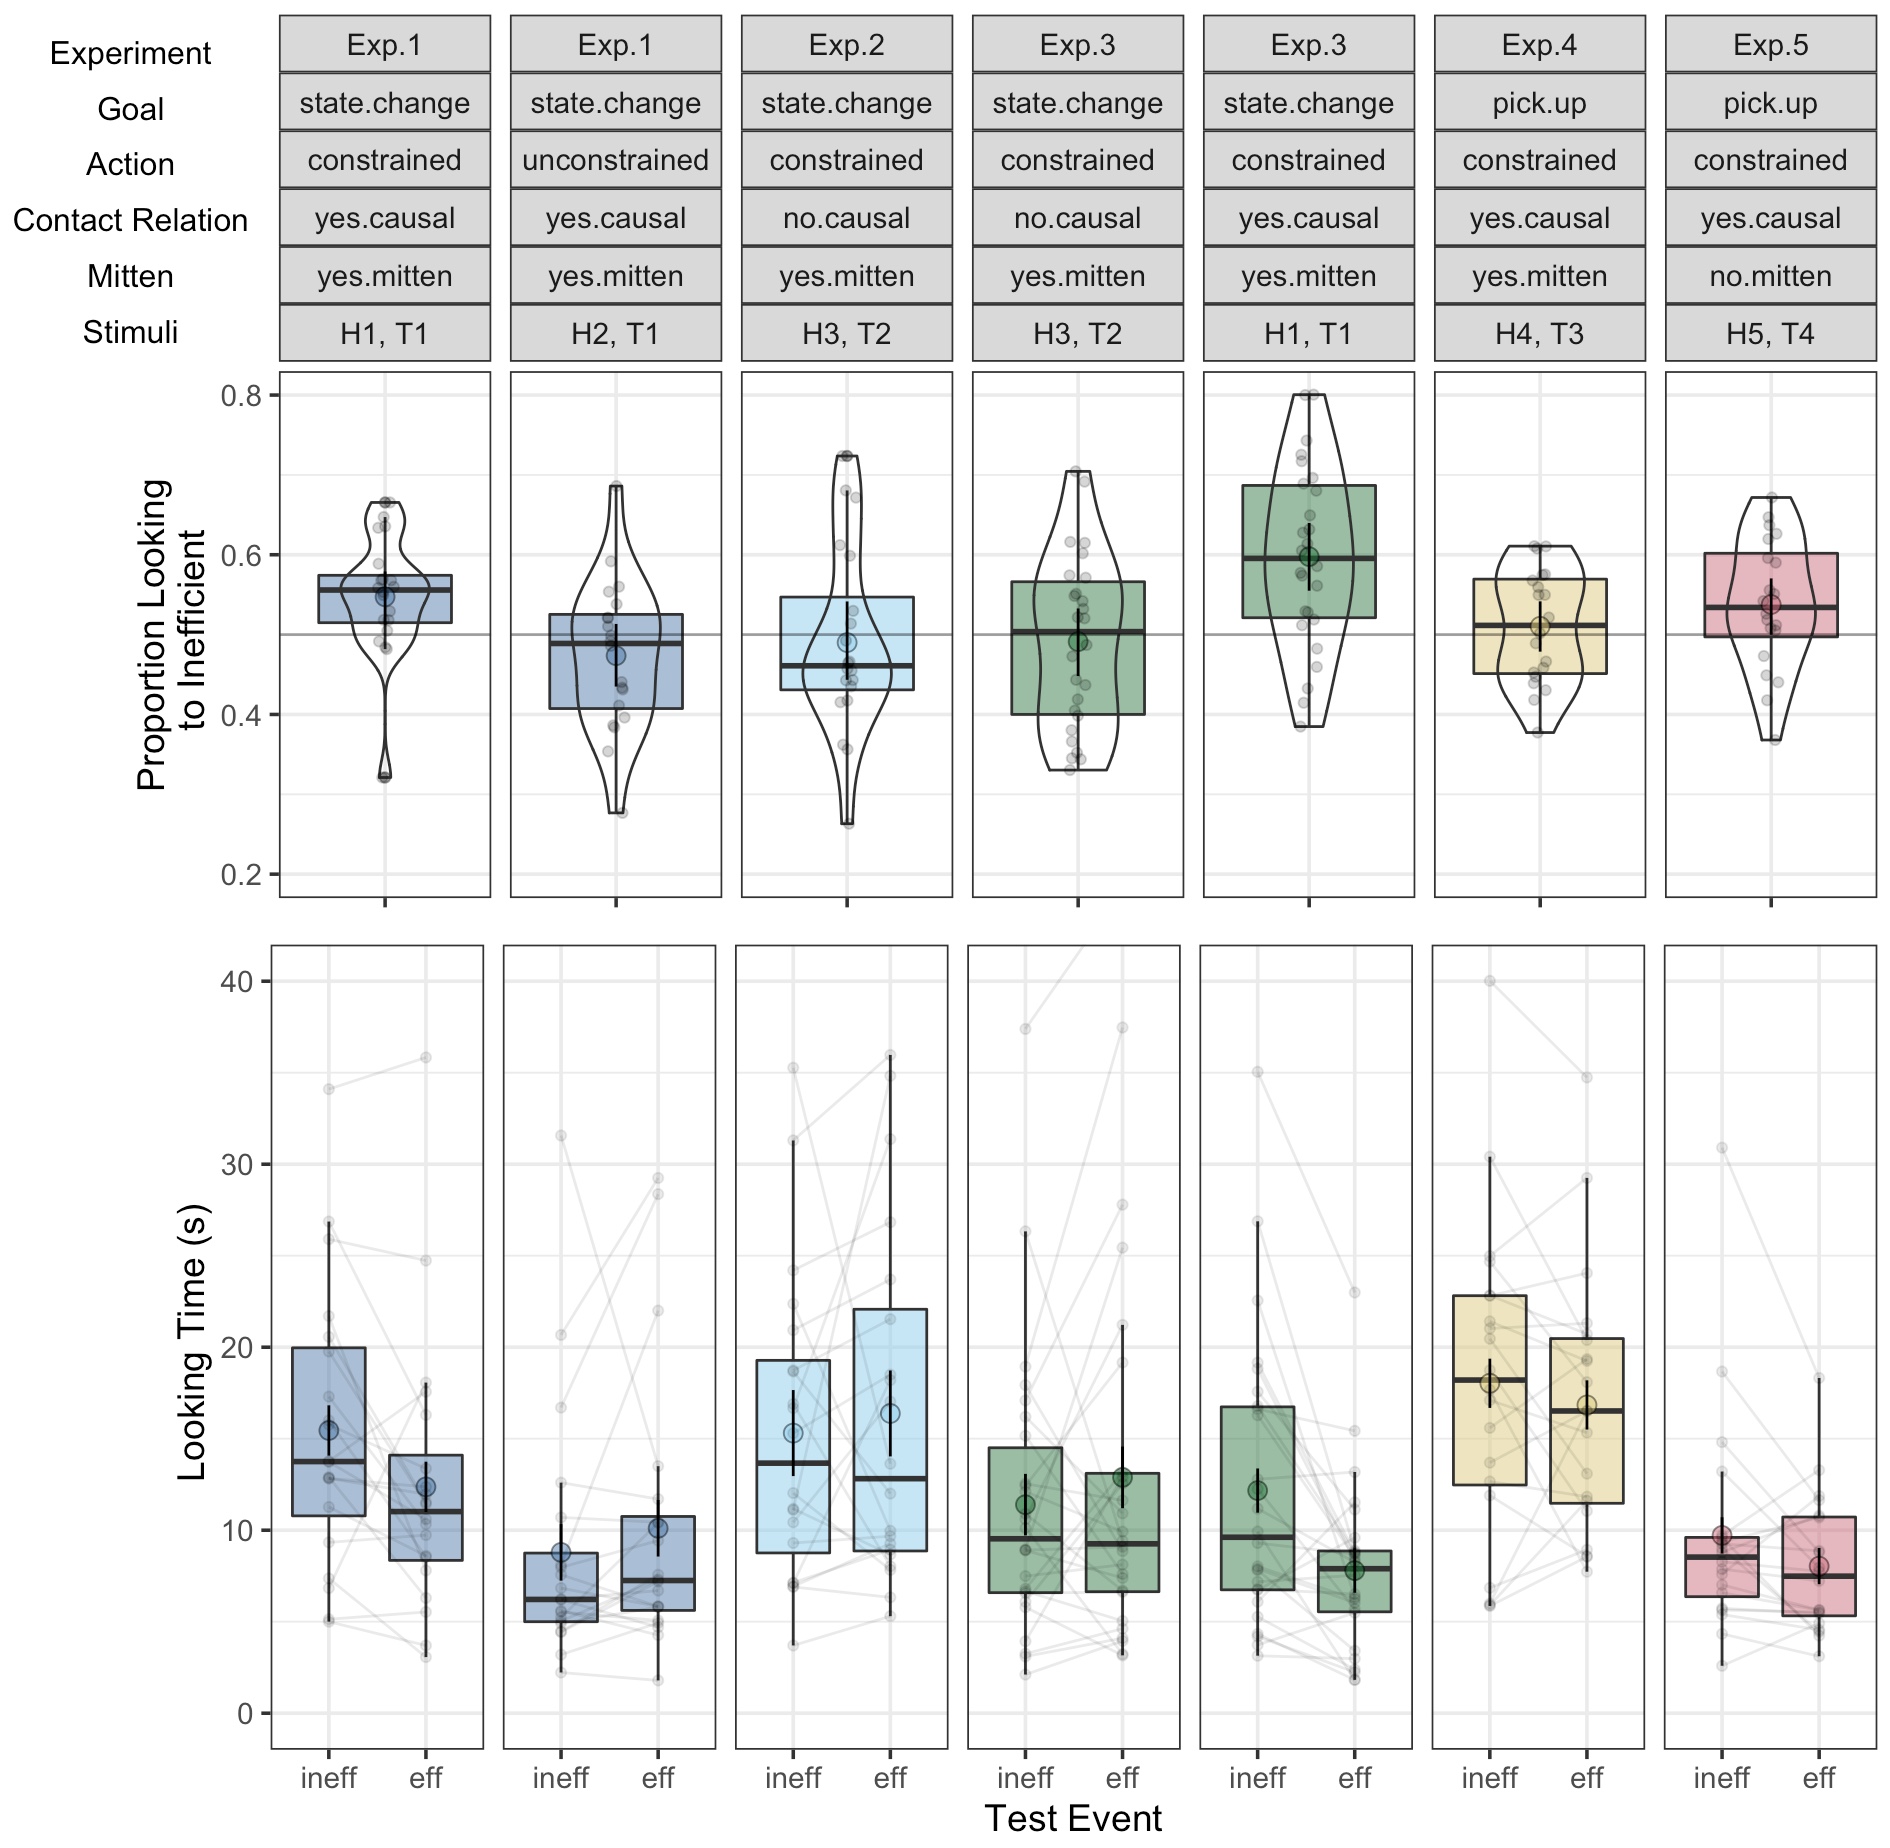 Experiment Exp.1 Exp.1 Exp.2 Exp.3 Exp.3 Exp.4 Exp.5
Goal state.change state.change state.change state.change state.change pick.up pick.up
Action constrained unconstrained constrained constrained constrained constrained constrained
Contact Relation yes.causal yes.causal no.causal no.causal yes.causal yes.causal yes.causal
Mitten yes.mitten yes.mitten yes.mitten yes.mitten yes.mitten yes.mitten no.mitten
Stimuli H1, T1 H2, T1 H3, T2 H3, T2 H1, T1 H4, T3 H5, T4
Proportion Looking
to Inefficient
0.8
0.6
0.4
0.2
Looking Time (s)
40
30
20
10
0
ineff eff ineff eff ineff eff ineff eff ineff eff ineff eff ineff eff
Test Event